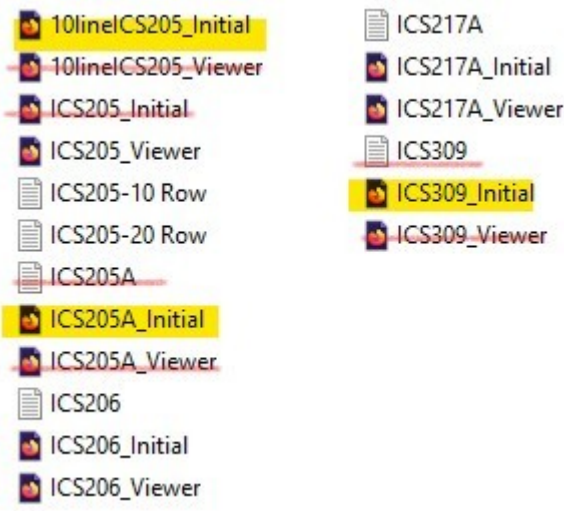 10lineICS205_Initial
10lineICS205_Viewer
ICS205_Initial
ICS205_Viewer
ICS205-10 Row
ICS205-20 Row
ICS205A
ICS205A_Initial
ICS205A_Viewer
ICS206
ICS206_Initial
ICS206_Viewer
ICS217A
ICS217A_Initial
ICS217A_Viewer
ICS309
ICS309_Initial
ICS309_Viewer